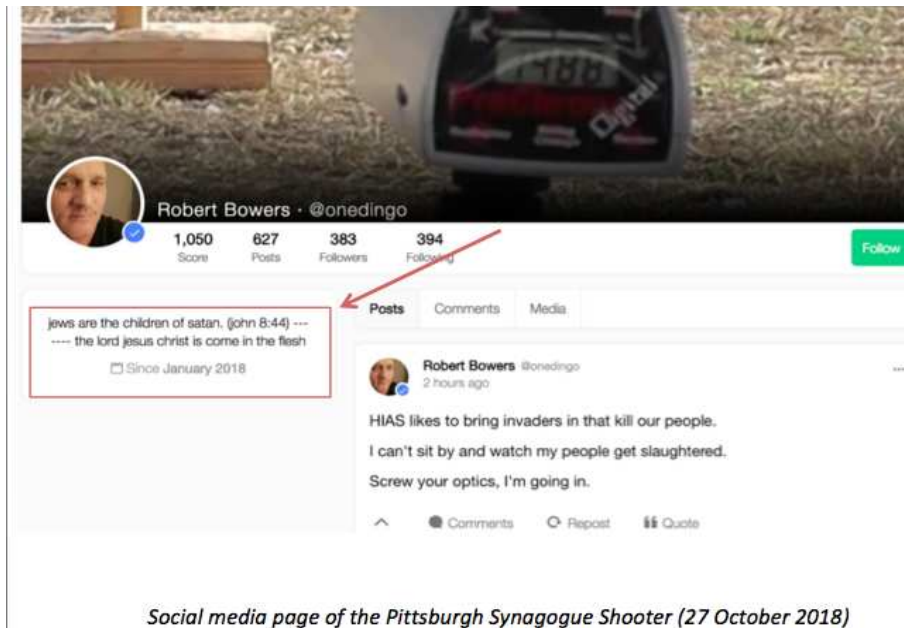 1488
Digital
Robert Bowers · @onedingo
1,050 627 383 394
Score Posts Followers Following
Follow
jews are the children of satan. (john 8:44) ---
---- the lord jesus christ is come in the flesh
Since January 2018
Posts Comments Media
Robert Bowers @onedingo
2 hours ago
HIAS likes to bring invaders in that kill our people.
I can't sit by and watch my people get slaughtered.
Screw your optics, I'm going in.
Comments Repost Quote
Social media page of the Pittsburgh Synagogue Shooter (27 October 2018)